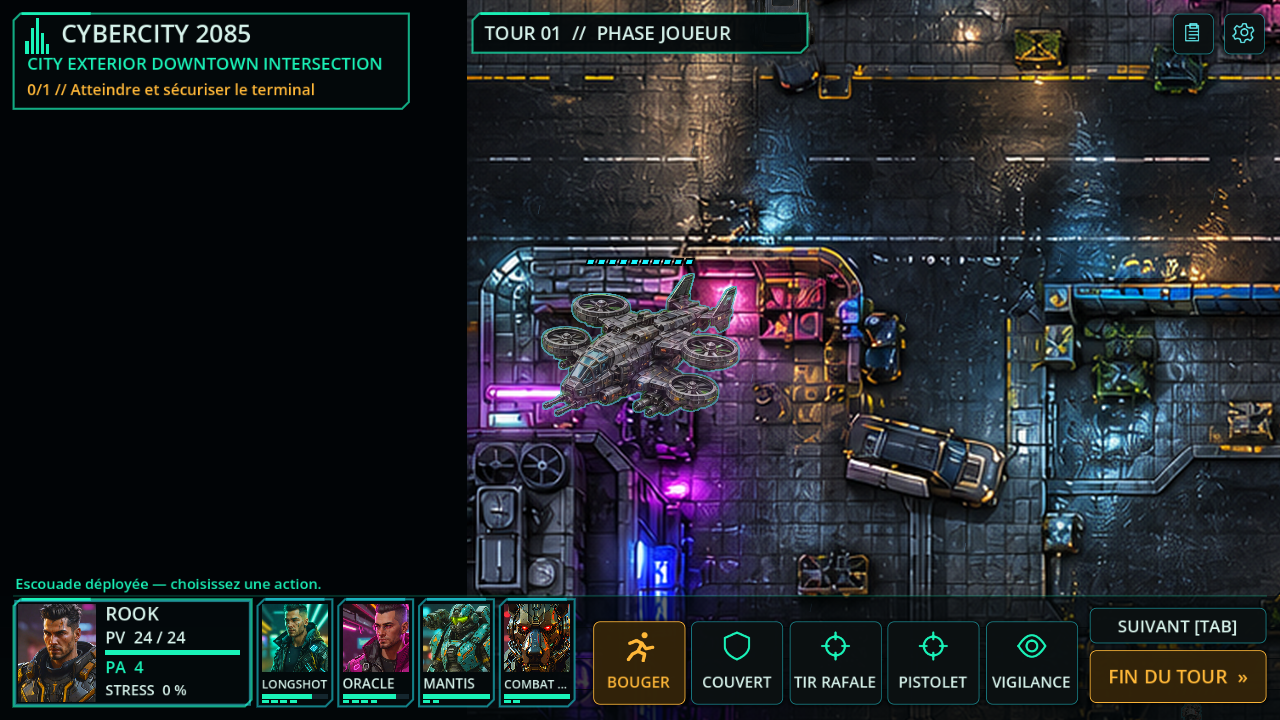 CYBERCITY 2085
CITY EXTERIOR DOWNTOWN INTERSECTION
0/1 // Atteindre et sécuriser le terminal
TOUR 01 // PHASE JOUEUR
Escouade déployée — choisissez une action.
ROOK
PV 24 / 24
PA 4
STRESS 0 %
LONGSHOT
ORACLE
MANTIS
COMBAT ...
BOUGER
COUVERT
TIR RAFALE
PISTOLET
VIGILANCE
SUIVANT [TAB]
FIN DU TOUR »